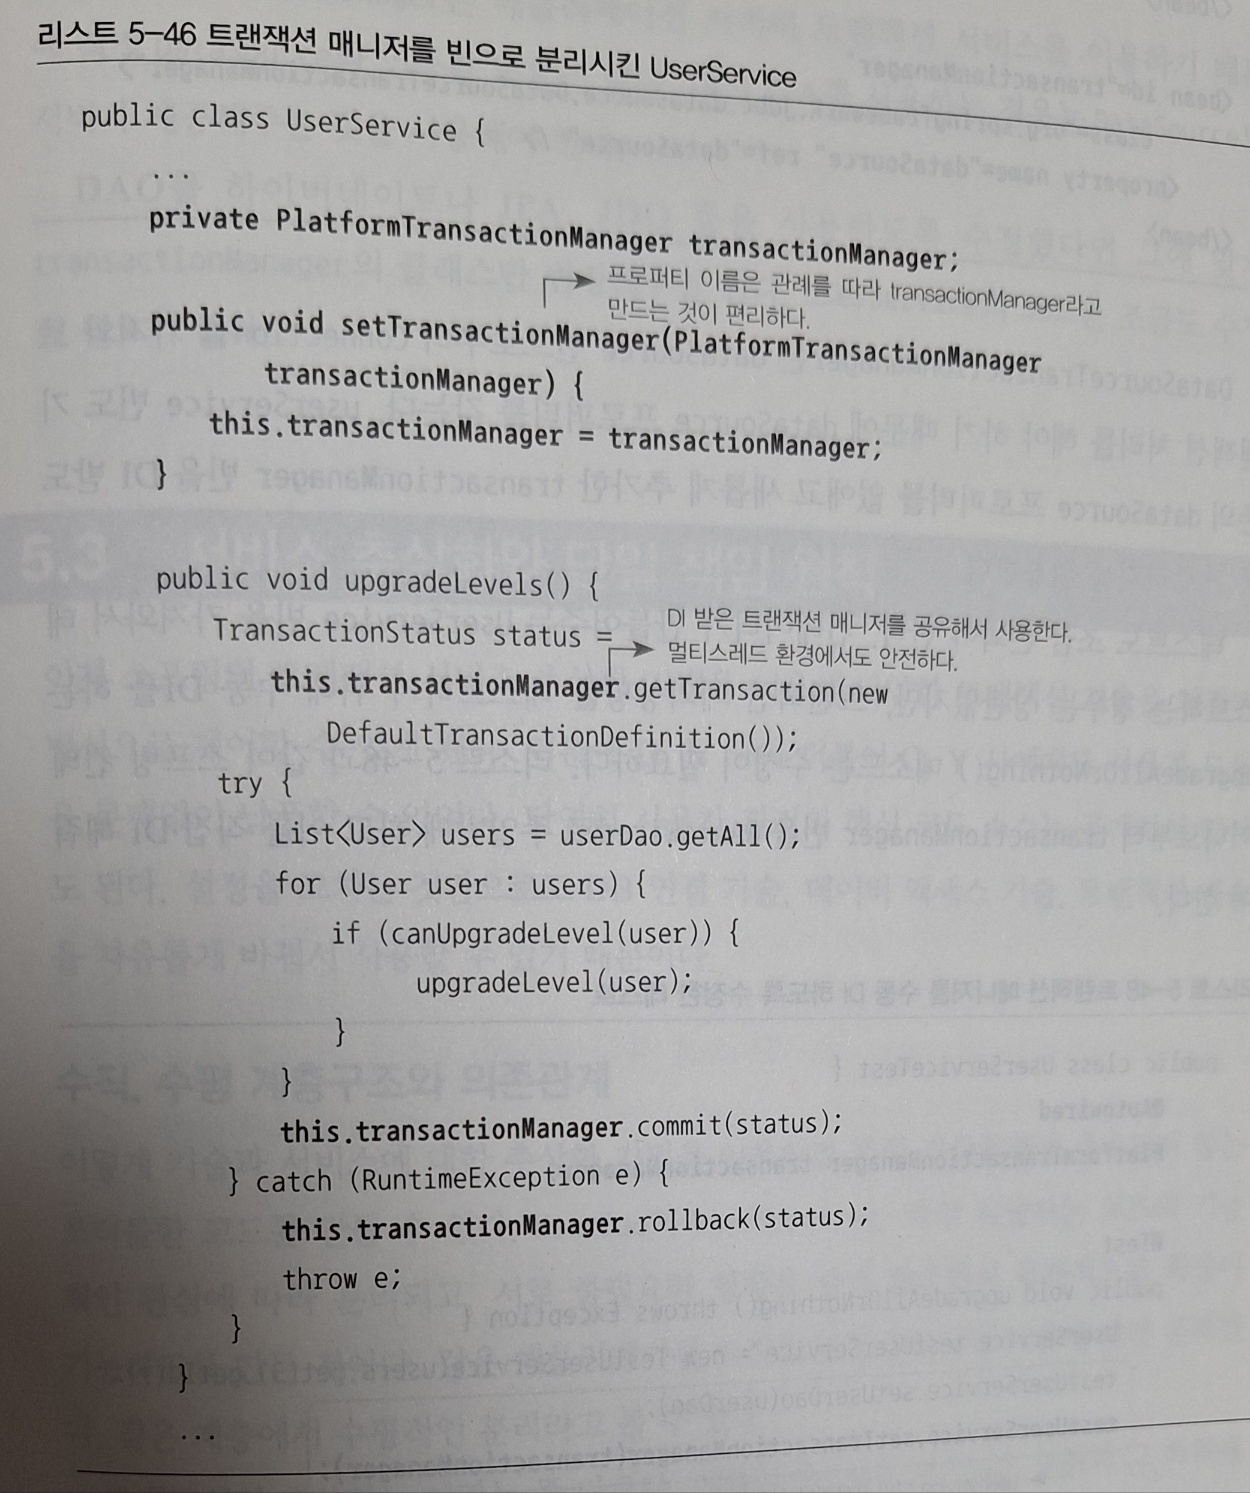 리스트 5-46 트랜잭션 매니저를 빈으로 분리시킨 UserService
public class UserService {
...
private PlatformTransactionManager transactionManager;
프로퍼티 이름은 관례를 따라 transactionManager라고
만드는 것이 편리하다.
public void setTransactionManager(PlatformTransactionManager
transactionManager) {
this.transactionManager = transactionManager;
}
public void upgradeLevels() {
TransactionStatus status =
DI 받은 트랜잭션 매니저를 공유해서 사용한다.
멀티스레드 환경에서도 안전하다.
this.transactionManager.getTransaction(new
DefaultTransactionDefinition());
try {
List<User> users = userDao.getAll();
for (User user : users) {
if (canUpgradeLevel(user)) {
upgradeLevel(user);
}
}
this.transactionManager.commit(status);
} catch (RuntimeException e) {
this.transactionManager.rollback(status);
throw e;
}
}
...